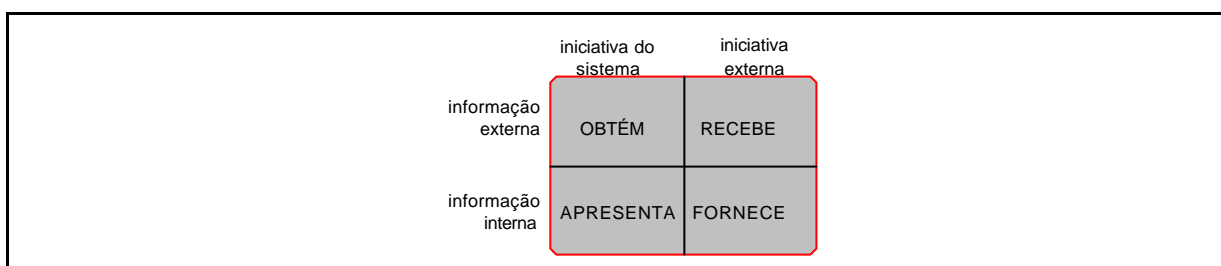 iniciativa do
sistema
iniciativa
externa
informação
externa
OBTÉM
RECEBE
informação
interna
APRESENTA
FORNECE